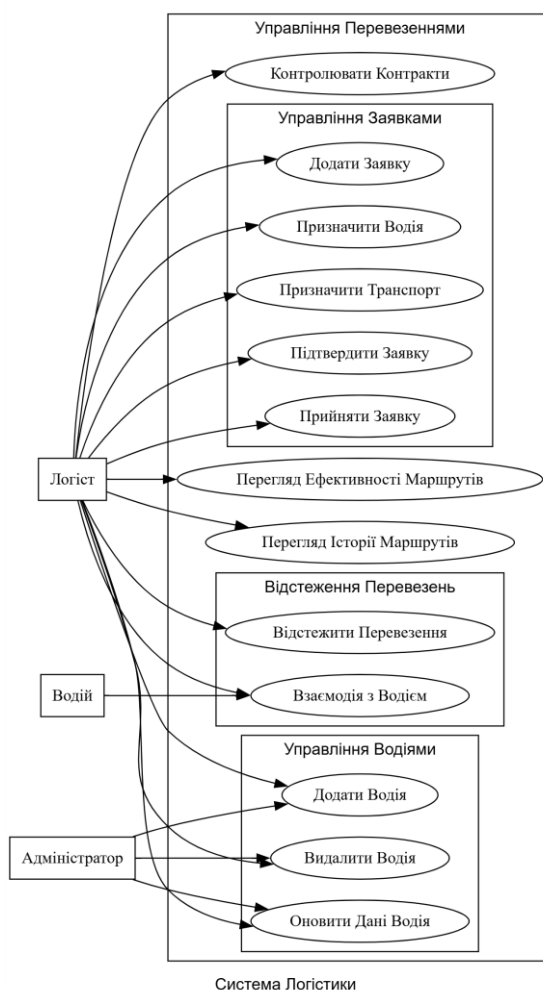 Управління Перевезеннями
Контролювати Контракти
Управління Заявками
Додати Заявку
Призначити Водія
Призначити Транспорт
Підтвердити Заявку
Прийняти Заявку
Логіст
Перегляд Ефективності Маршрутів
Перегляд Історії Маршрутів
Відстеження Перевезень
Відстежити Перевезення
Водій
Взаємодія з Водієм
Управління Водіями
Додати Водія
Адміністратор
Видалити Водія
Оновити Дані Водія
Система Логістики